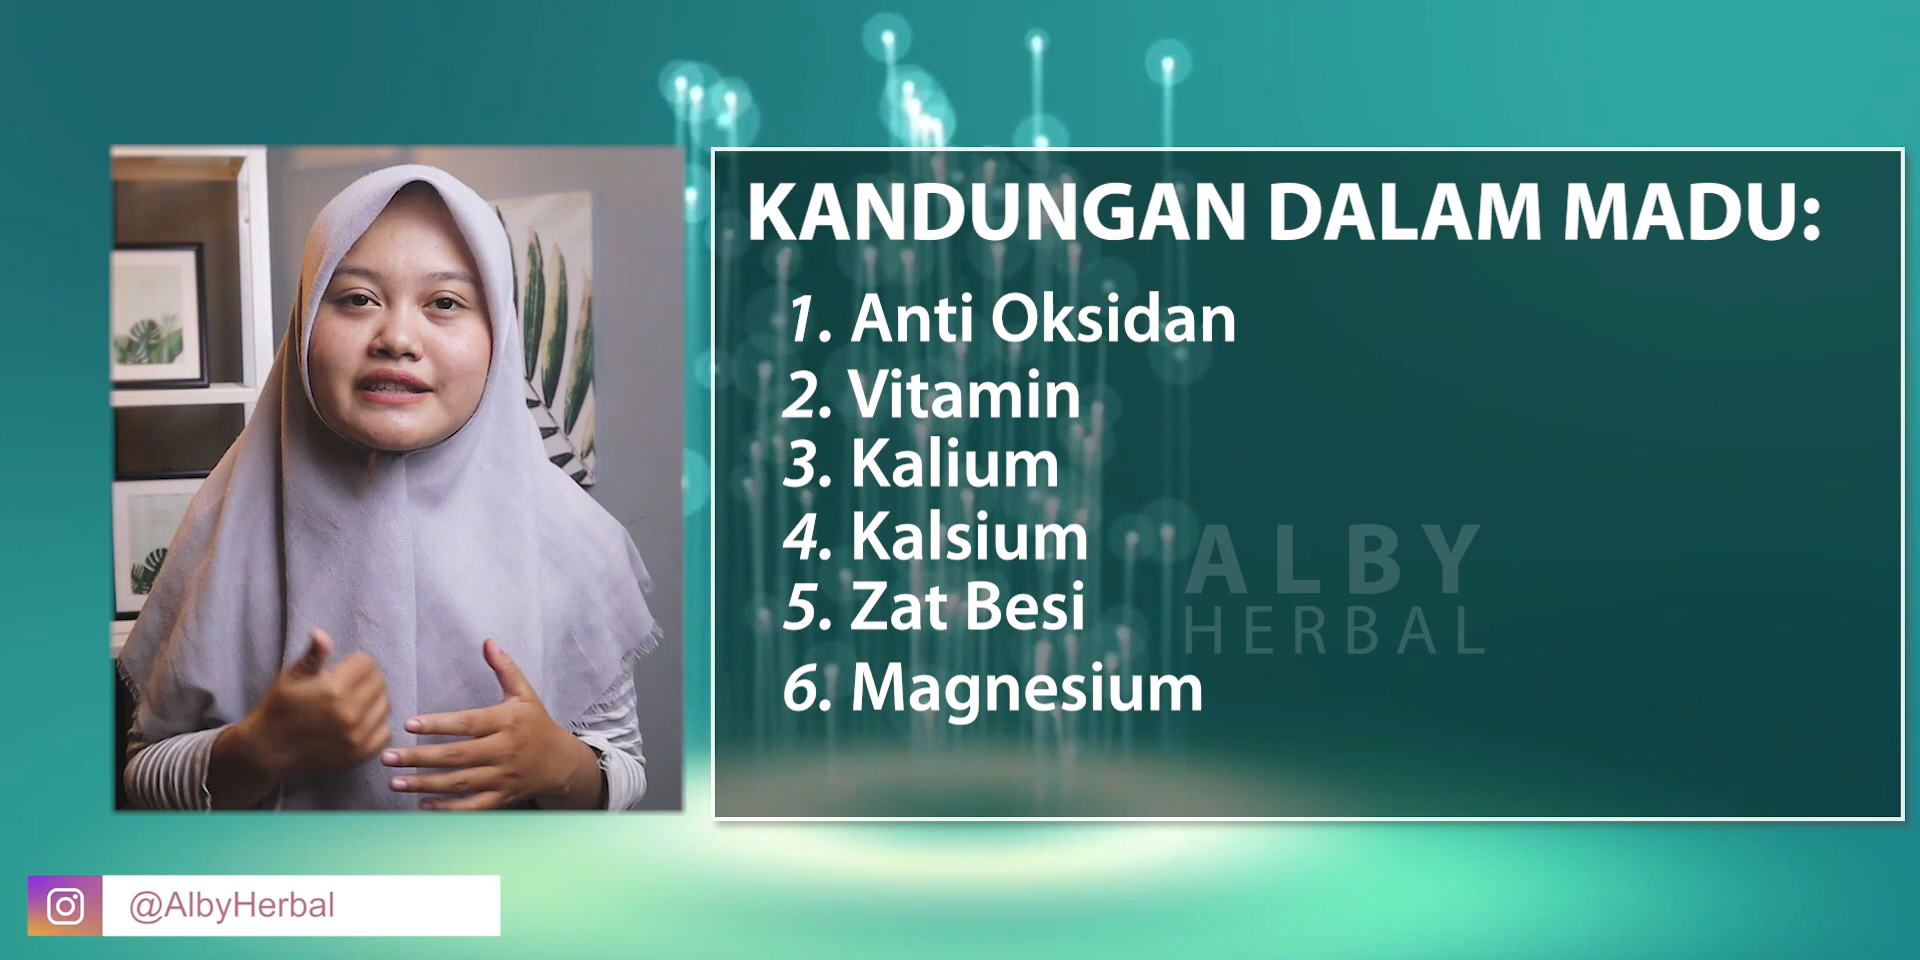 KANDUNGAN DALAM MADU:
1. Anti Oksidan
2. Vitamin
3. Kalium
4. Kalsium
5. Zat Besi
6. Magnesium
ALBY
HERBAL
@AlbyHerbal